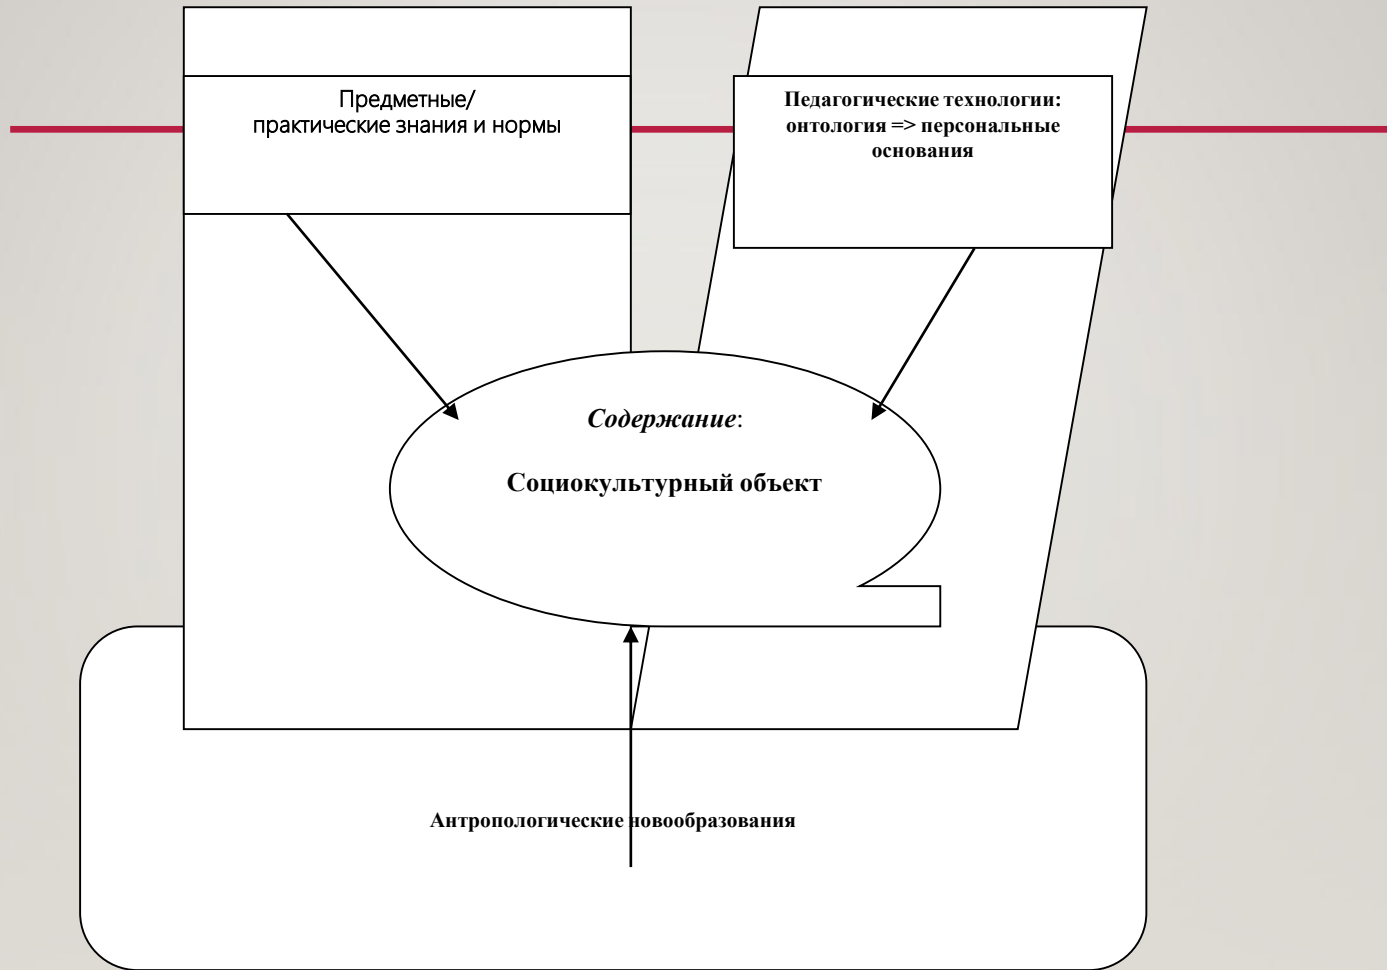 Предметные/
практические знания и нормы
Педагогические технологии:
онтология => персональные
основания
Содержание:
Социокультурный объект
Антропологические новообразования